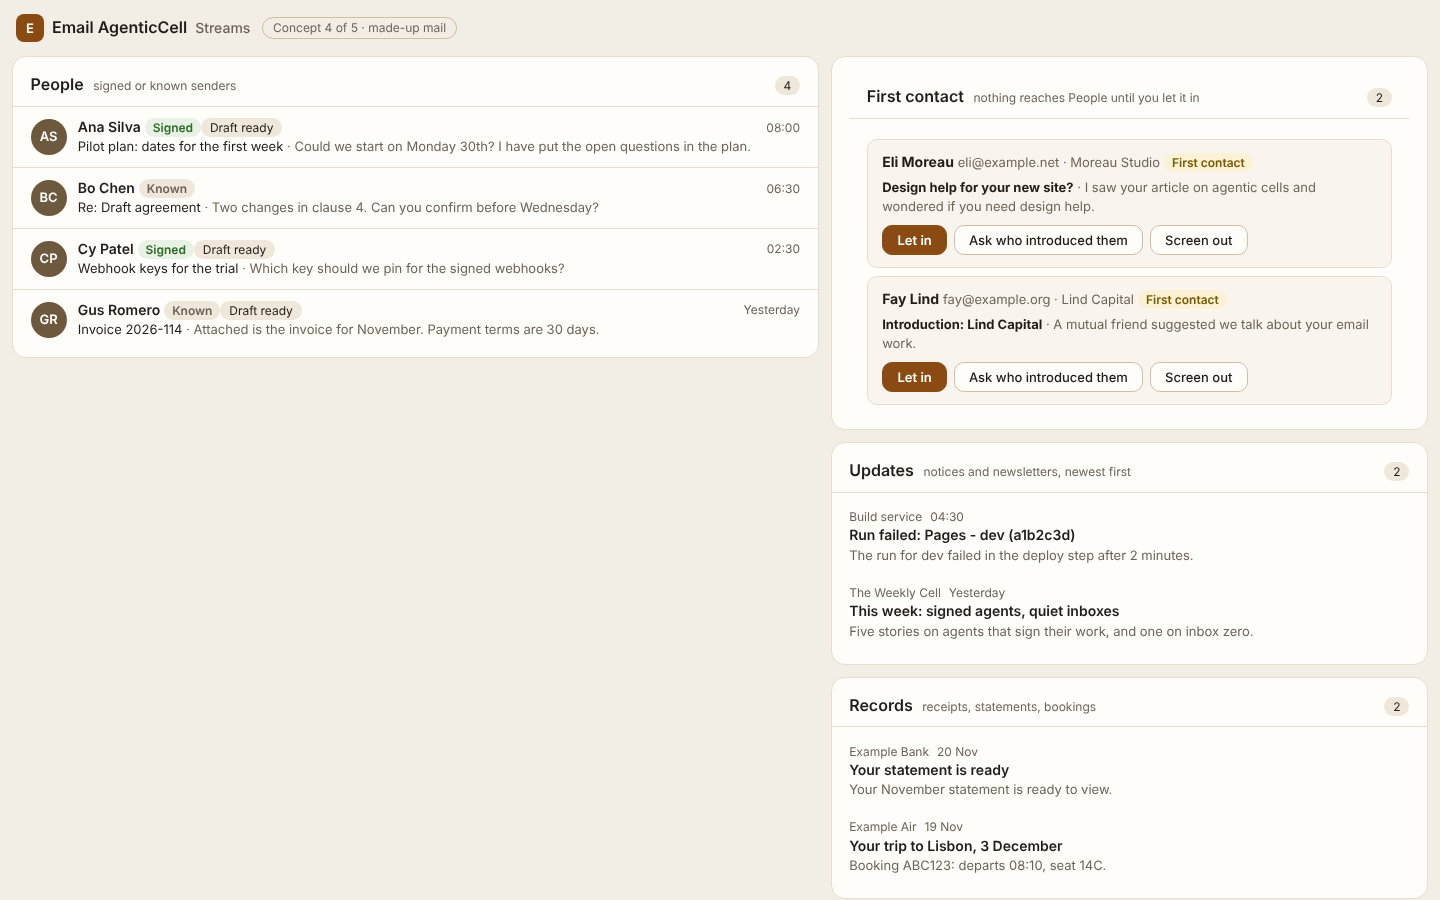 E Email AgenticCell Streams Concept 4 of 5 · made-up mail
People signed or known senders 4
AS Ana Silva Signed Draft ready 08:00
Pilot plan: dates for the first week · Could we start on Monday 30th? I have put the open questions in the plan.
BC Bo Chen Known 06:30
Re: Draft agreement · Two changes in clause 4. Can you confirm before Wednesday?
CP Cy Patel Signed Draft ready 02:30
Webhook keys for the trial · Which key should we pin for the signed webhooks?
GR Gus Romero Known Draft ready Yesterday
Invoice 2026-114 · Attached is the invoice for November. Payment terms are 30 days.
First contact nothing reaches People until you let it in 2
Eli Moreau eli@example.net · Moreau Studio First contact
Design help for your new site? · I saw your article on agentic cells and
wondered if you need design help.
Let in Ask who introduced them Screen out
Fay Lind fay@example.org · Lind Capital First contact
Introduction: Lind Capital · A mutual friend suggested we talk about your email
work.
Let in Ask who introduced them Screen out
Updates notices and newsletters, newest first 2
Build service 04:30
Run failed: Pages - dev (a1b2c3d)
The run for dev failed in the deploy step after 2 minutes.
The Weekly Cell Yesterday
This week: signed agents, quiet inboxes
Five stories on agents that sign their work, and one on inbox zero.
Records receipts, statements, bookings 2
Example Bank 20 Nov
Your statement is ready
Your November statement is ready to view.
Example Air 19 Nov
Your trip to Lisbon, 3 December
Booking ABC123: departs 08:10, seat 14C.